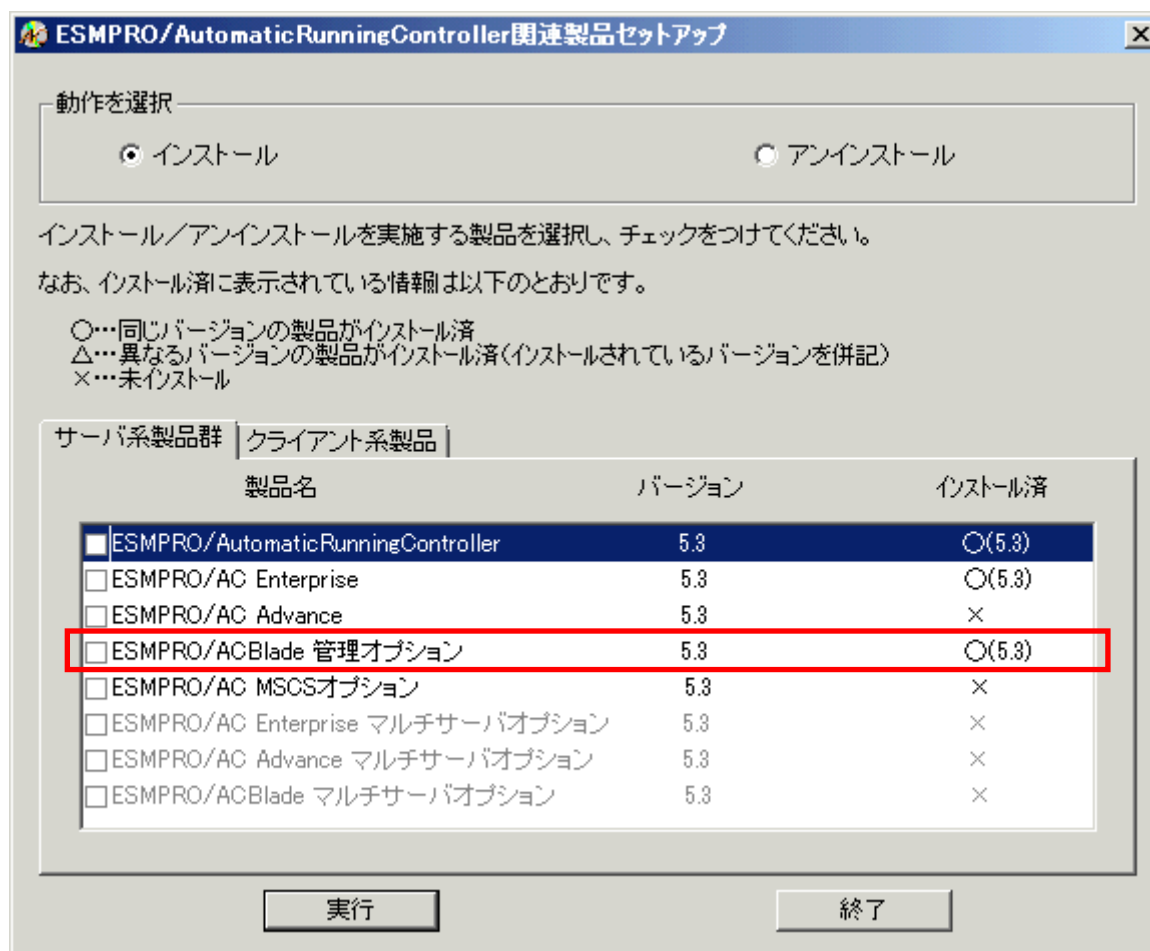 ESMPRO/AutomaticRunningController関連製品セットアップ
動作を選択
インストール アンインストール
インストール／アンインストールを実施する製品を選択し、チェックをつけてください。
なお、インストール済に表示されている情報は以下のとおりです。
○…同じバージョンの製品がインストール済
△…異なるバージョンの製品がインストール済(インストールされているバージョンを併記)
×…未インストール
サーバ系製品群 クライアント系製品
製品名 バージョン インストール済
ESMPRO/AutomaticRunningController 5.3 ○(5.3)
ESMPRO/AC Enterprise 5.3 ○(5.3)
ESMPRO/AC Advance 5.3 ×
ESMPRO/ACBlade 管理オプション 5.3 ○(5.3)
ESMPRO/AC MSCSオプション 5.3 ×
ESMPRO/AC Enterprise マルチサーバオプション 5.3 ×
ESMPRO/AC Advance マルチサーバオプション 5.3 ×
ESMPRO/ACBlade マルチサーバオプション 5.3 ×
実行 終了